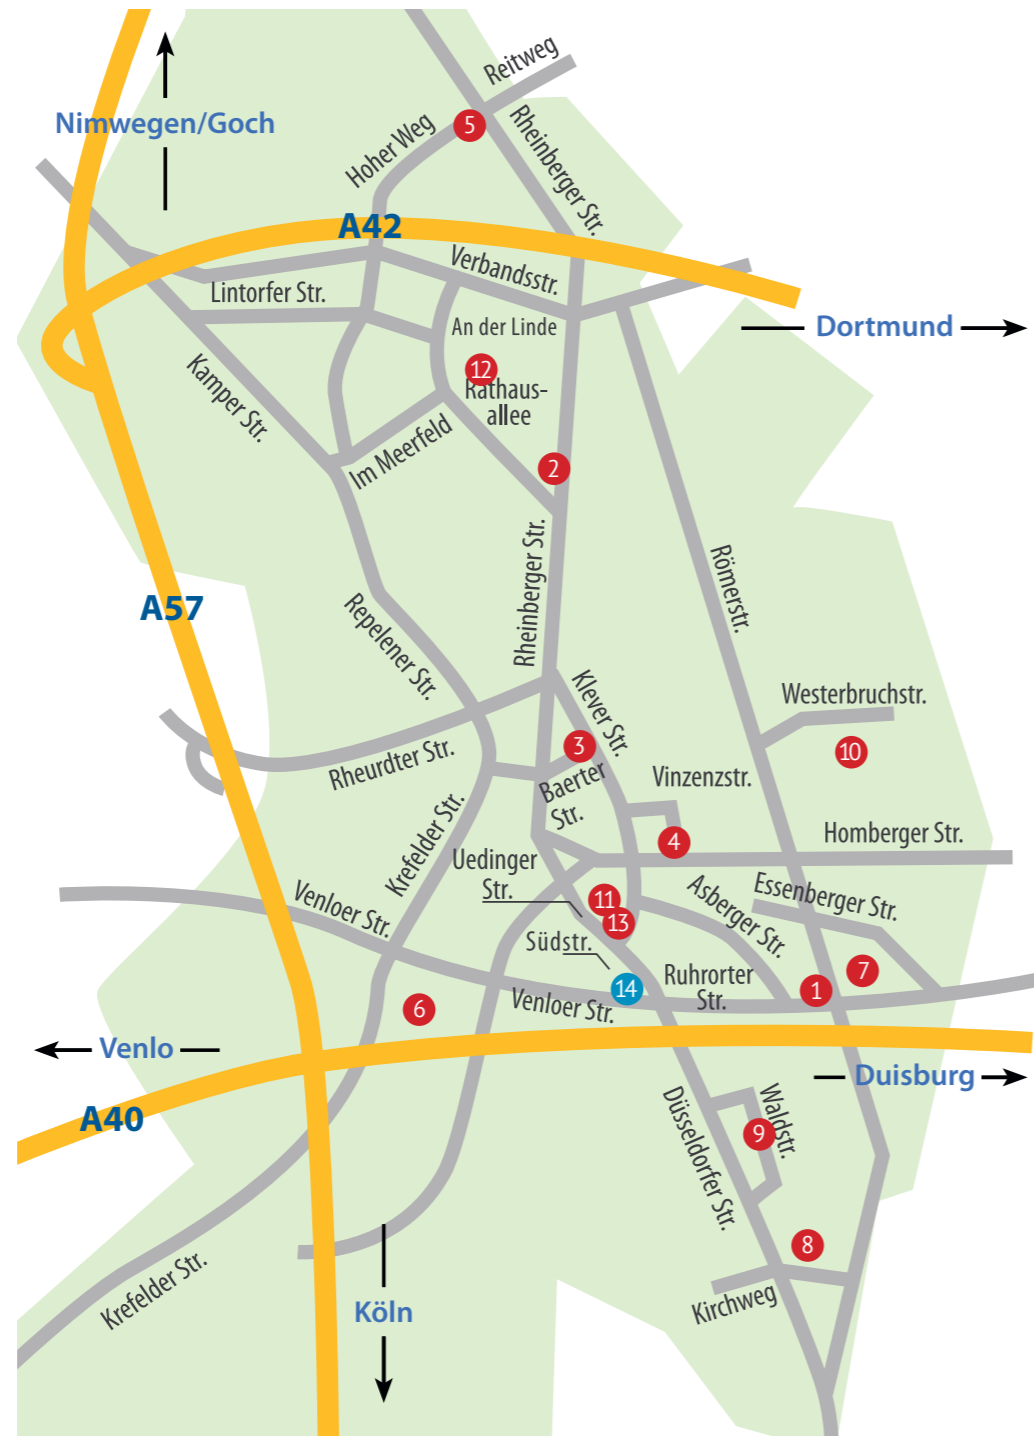 Reitweg
5
Nimwegen/Goch
Hoher Weg
Rheinberger Str.
A42
Verbandsstr.
Lintorfer Str.
An der Linde
Dortmund
12
Rathaus-
allee
Kamper Str.
Im Meerfeld
2
A57
Rheinberger Str.
Römerstr.
Repelener Str.
Klever Str.
Westerbruchstr.
3
10
Rheurdter Str.
Vinzenzstr.
Baerter
Str.
Krefelder Str.
4
Homberger Str.
Uedinger
Str.
11
13
Asberger Str.
Essenberger Str.
Venloer Str.
Südstr.
7
Ruhrorter
Str.
14
1
6
Venloer Str.
Venlo
Duisburg
A40
Düsseldorfer Str.
Waldstr.
9
8
Krefelder Str.
Kirchweg
Köln